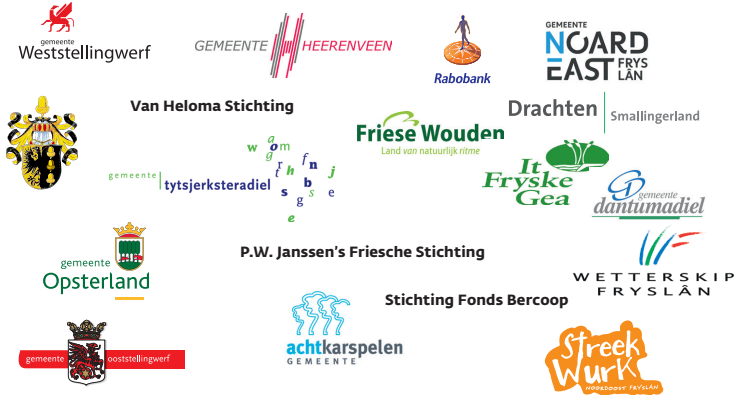 gemeente
Weststellingwerf
GEMEENTE HEERENVEEN
Rabobank
GEMEENTE
NOARD
EAST FRYS
LÂN
Van Heloma Stichting
Friese Wouden
Land van natuurlijk ritme
Drachten Smallingerland
gemeente tytsjerksteradiel
w a o m
g r f n j
t h
s b s e
g
e
It
Fryske
Gea
gemeente
dantumadiel
gemeente
Opsterland
P.W. Janssen's Friesche Stichting
WETTERSKIP
FRYSLÂN
Stichting Fonds Bercoop
achtkarspelen
GEMEENTE
gemeente ooststellingwerf
Streek
Wurk
NOORDOOST FRYSLÂN